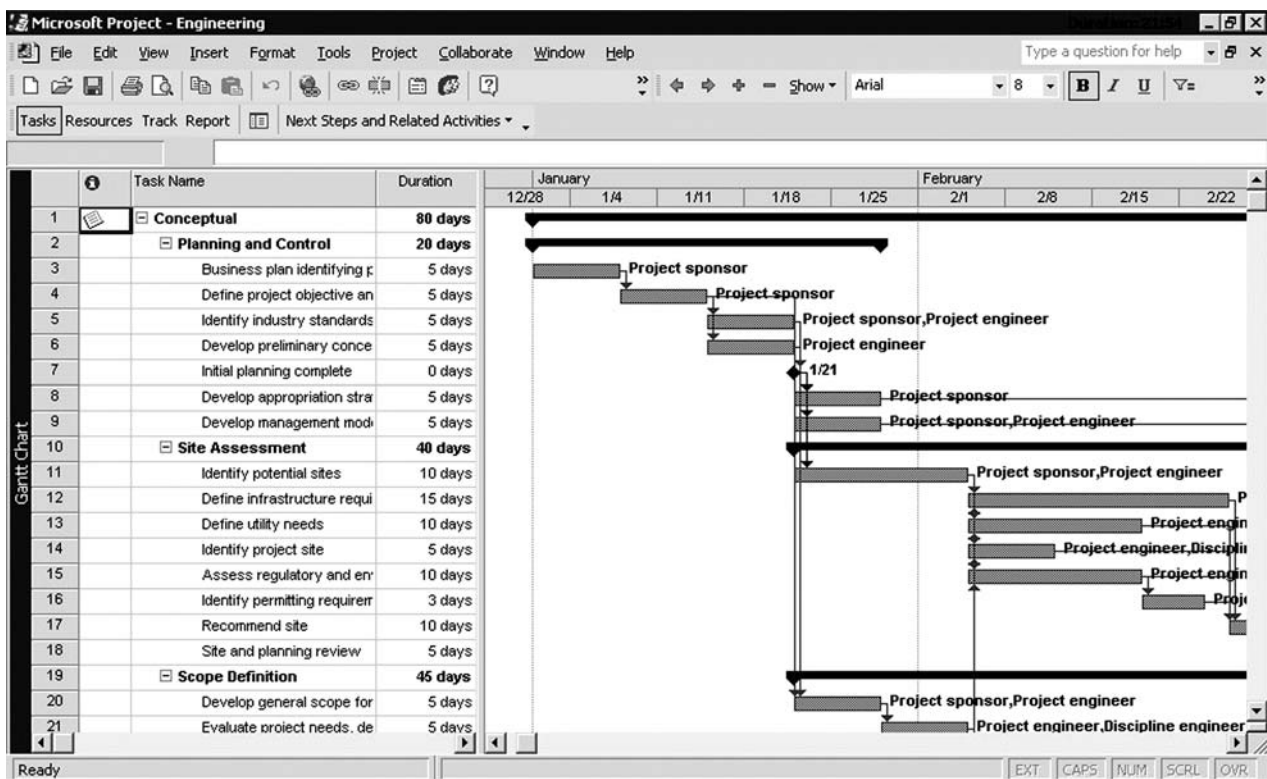 Microsoft Project - Engineering
File Edit View Insert Format Tools Project Collaborate Window Help Type a question for help
Show Arial 8 B I U
Tasks Resources Track Report Next Steps and Related Activities
Task Name Duration January February
12/28 1/4 1/11 1/18 1/25 2/1 2/8 2/15 2/22
1 Conceptual 80 days
2 Planning and Control 20 days
3 Business plan identifying p 5 days Project sponsor
4 Define project objective an 5 days Project sponsor
5 Identify industry standards 5 days Project sponsor,Project engineer
6 Develop preliminary conce 5 days Project engineer
7 Initial planning complete 0 days 1/21
8 Develop appropriation stra 5 days Project sponsor
9 Develop management mod 5 days Project sponsor,Project engineer
10 Site Assessment 40 days
11 Identify potential sites 10 days Project sponsor,Project engineer
12 Define infrastructure requi 15 days P
13 Define utility needs 10 days Project engin
14 Identify project site 5 days Project engineer,Disciplin
15 Assess regulatory and en 10 days Project engin
16 Identify permitting requirem 3 days Proje
17 Recommend site 10 days
18 Site and planning review 5 days
19 Scope Definition 45 days
20 Develop general scope for 5 days Project sponsor,Project engineer
21 Evaluate project needs, de 5 days Project engineer,Discipline engineer
Gantt Chart
Ready EXT CAPS NUM SCRL OVR